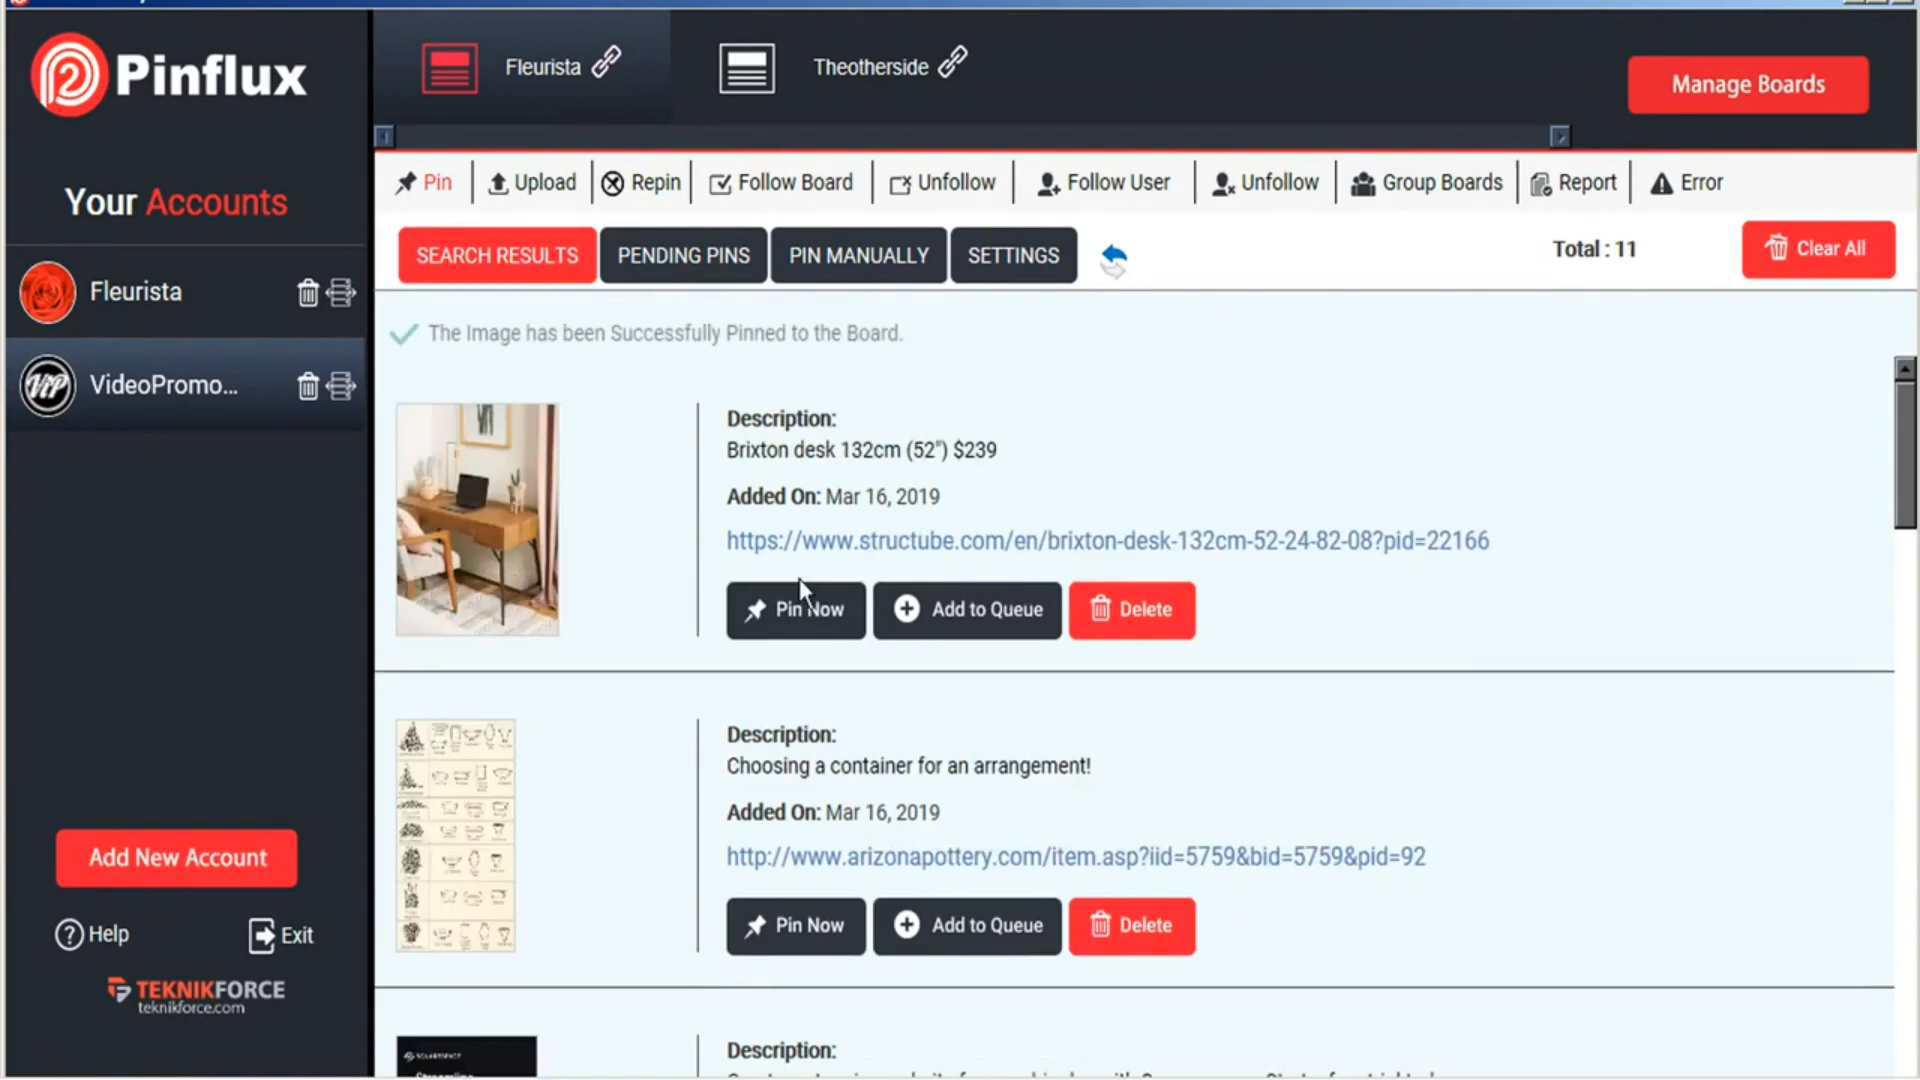 Pinflux
Fleurista
Theotherside
Manage Boards
Your Accounts
Pin
Upload
Repin
Follow Board
Unfollow
Follow User
Unfollow
Group Boards
Report
Error
SEARCH RESULTS
PENDING PINS
PIN MANUALLY
SETTINGS
Total : 11
Clear All
Fleurista
VideoPromo...
The Image has been Successfully Pinned to the Board.
Description:
Brixton desk 132cm (52") $239
Added On: Mar 16, 2019
https://www.structube.com/en/brixton-desk-132cm-52-24-82-08?pid=22166
Pin Now
Add to Queue
Delete
Description:
Choosing a container for an arrangement!
Added On: Mar 16, 2019
http://www.arizonapottery.com/item.asp?iid=5759&bid=5759&pid=92
Pin Now
Add to Queue
Delete
Description:
Add New Account
Help
Exit
TEKNIKFORCE
teknikforce.com